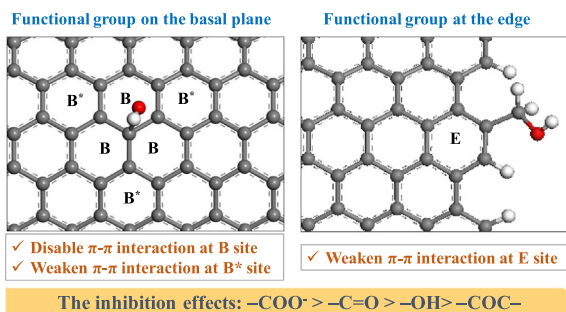 Functional group on the basal plane
Functional group at the edge
B* B B*
B B
B*
E
✓ Disable π-π interaction at B site
✓ Weaken π-π interaction at B* site
✓ Weaken π-π interaction at E site
The inhibition effects: –COO⁻ > –C=O > –OH> –COC–